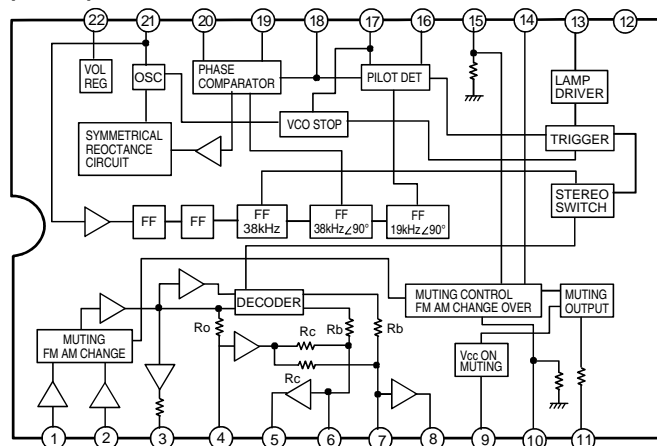 22 21 20 19 18 17 16 15 14 13 12
VOL
REG
OSC
PHASE
COMPARATOR
PILOT DET
LAMP
DRIVER
SYMMETRICAL
REOCTANCE
CIRCUIT
VCO STOP
TRIGGER
STEREO
SWITCH
FF
FF
FF
38kHz
FF
38kHz∠90°
FF
19kHz∠90°
DECODER
MUTING CONTROL
FM AM CHANGE OVER
MUTING
OUTPUT
MUTING
FM AM CHANGE
Ro
Rc
Rb
Rb
Rc
Vcc ON
MUTING
1 2 3 4 5 6 7 8 9 10 11